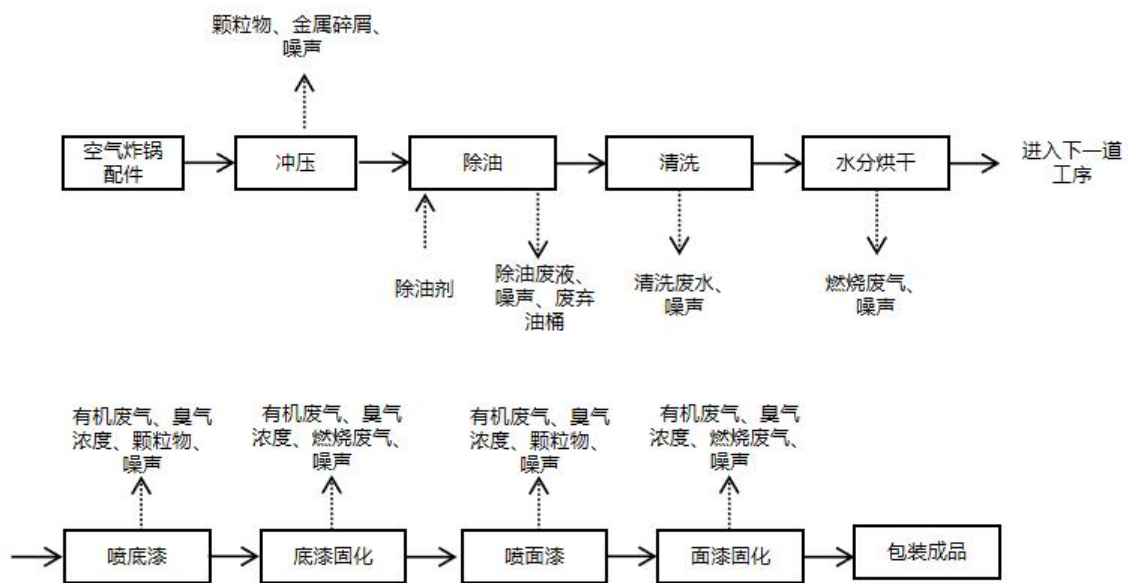 颗粒物、金属碎屑、
噪声
空气炸锅
配件
冲压
除油
清洗
水分烘干
进入下一道
工序
除油剂
除油废液、
噪声、废弃
油桶
清洗废水、
噪声
燃烧废气、
噪声
有机废气、臭气
浓度、颗粒物、
噪声
有机废气、臭气
浓度、燃烧废气、
噪声
有机废气、臭气
浓度、颗粒物、
噪声
有机废气、臭气
浓度、燃烧废气、
噪声
喷底漆
底漆固化
喷面漆
面漆固化
包装成品